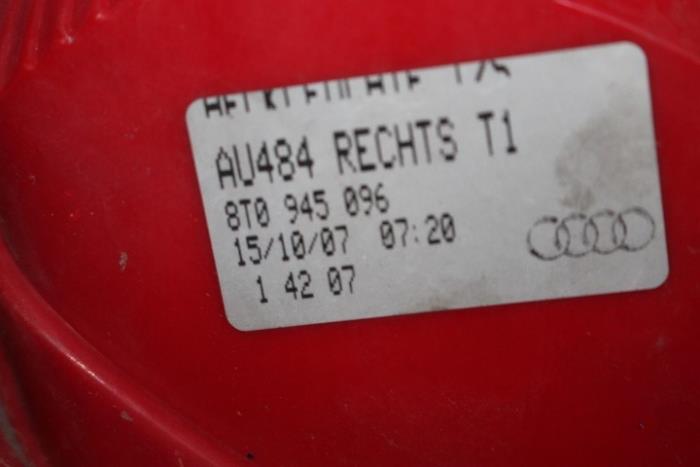 AU484 RECHTS T1
8T0 945 096
15/10/07 07:20
1 42 07